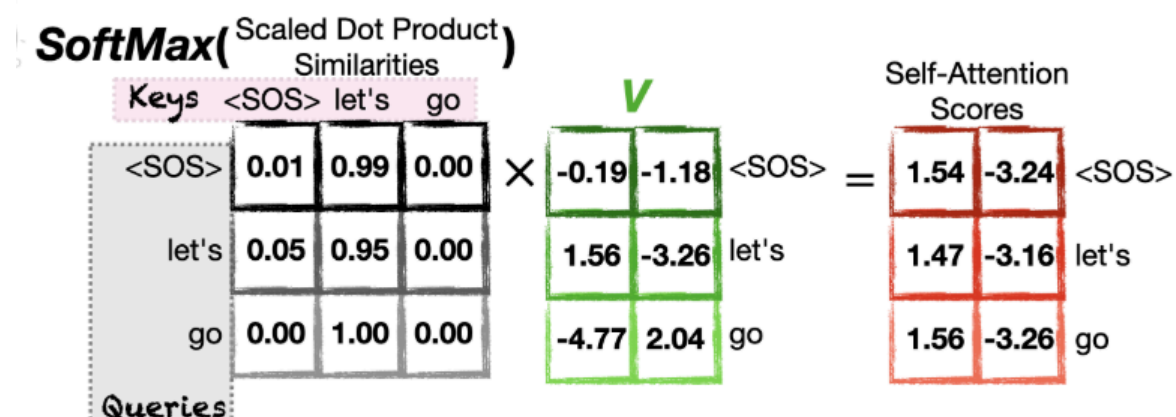 SoftMax(Scaled Dot Product Similarities)
V
Self-Attention Scores
Keys <SOS> let's go
<SOS> 0.01 0.99 0.00 × -0.19 -1.18 <SOS> = 1.54 -3.24 <SOS>
let's 0.05 0.95 0.00 1.56 -3.26 let's 1.47 -3.16 let's
go 0.00 1.00 0.00 -4.77 2.04 go 1.56 -3.26 go
Queries